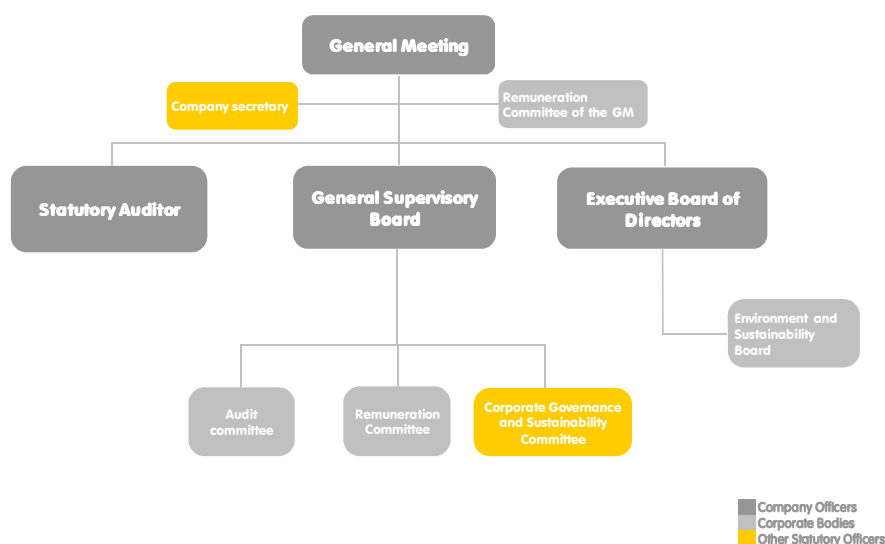 General Meeting
Company secretary
Remuneration
Committee of the GM
Statutory Auditor
General Supervisory
Board
Executive Board of
Directors
Environment and
Sustainability
Board
Audit
committee
Remuneration
Committee
Corporate Governance
and Sustainability
Committee
Company Officers
Corporate Bodies
Other Statutory Officers